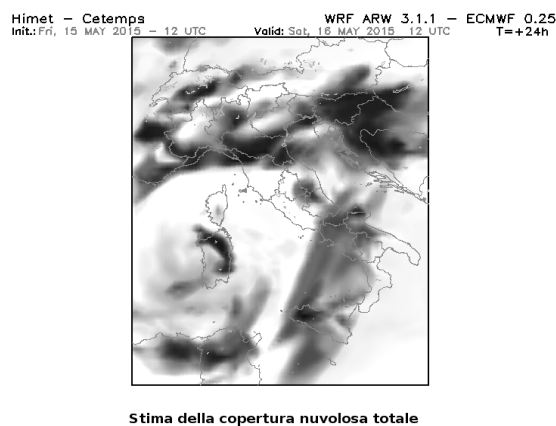 Himet – Cetemps WRF ARW 3.1.1 – ECMWF 0.25
Init.: Fri, 15 MAY 2015 – 12 UTC Valid: Sat, 16 MAY 2015 12 UTC T=+24h
Stima della copertura nuvolosa totale